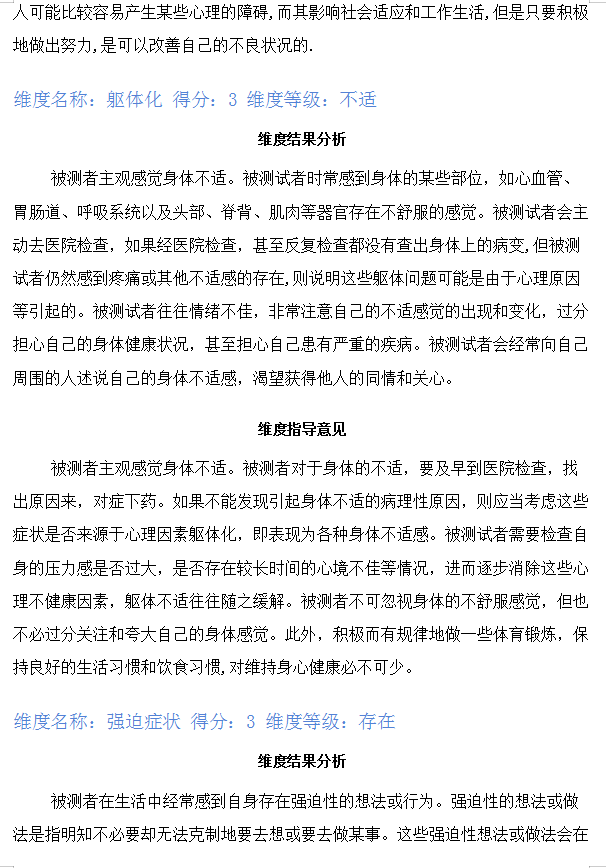 人可能比较容易产生某些心理的障碍,而其影响社会适应和工作生活,但是只要积极
地做出努力,是可以改善自己的不良状况的.
维度名称：躯体化 得分：3 维度等级：不适
维度结果分析
被测者主观感觉身体不适。被测试者时常感到身体的某些部位，如心血管、
胃肠道、呼吸系统以及头部、脊背、肌肉等器官存在不舒服的感觉。被测试者会主
动去医院检查，如果经医院检查，甚至反复检查都没有查出身体上的病变,但被测
试者仍然感到疼痛或其他不适感的存在,则说明这些躯体问题可能是由于心理原因
等引起的。被测试者往往情绪不佳，非常注意自己的不适感觉的出现和变化，过分
担心自己的身体健康状况，甚至担心自己患有严重的疾病。被测试者会经常向自己
周围的人述说自己的身体不适感，渴望获得他人的同情和关心。
维度指导意见
被测者主观感觉身体不适。被测者对于身体的不适，要及早到医院检查，找
出原因来，对症下药。如果不能发现引起身体不适的病理性原因，则应当考虑这些
症状是否来源于心理因素躯体化，即表现为各种身体不适感。被测试者需要检查自
身的压力感是否过大，是否存在较长时间的心境不佳等情况，进而逐步消除这些心
理不健康因素，躯体不适往往随之缓解。被测者不可忽视身体的不舒服感觉，但也
不必过分关注和夸大自己的身体感觉。此外，积极而有规律地做一些体育锻炼，保
持良好的生活习惯和饮食习惯,对维持身心健康必不可少。
维度名称：强迫症状 得分：3 维度等级：存在
维度结果分析
被测者在生活中经常感到自身存在强迫性的想法或行为。强迫性的想法或做
法是指明知不必要却无法克制地要去想或要去做某事。这些强迫性想法或做法会在